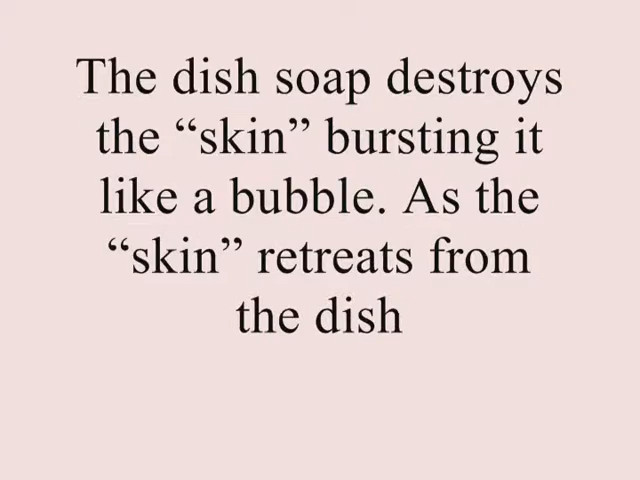 The dish soap destroys
the “skin” bursting it
like a bubble. As the
“skin” retreats from
the dish